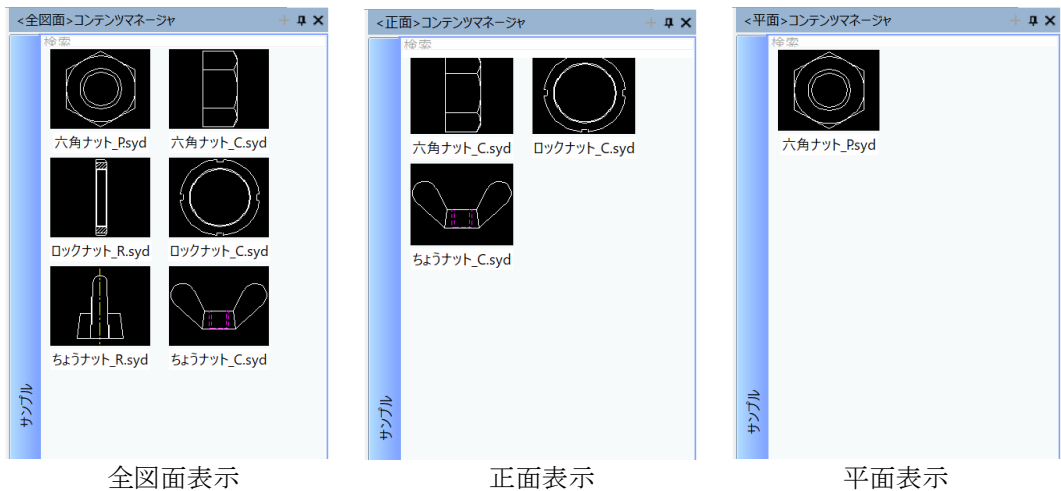 <全図面>コンテンツマネージャ
検索
六角ナット_P.syd
六角ナット_C.syd
ロックナット_R.syd
ロックナット_C.syd
ちょうナット_R.syd
ちょうナット_C.syd
サンプル
全図面表示
<正面>コンテンツマネージャ
検索
六角ナット_C.syd
ロックナット_C.syd
ちょうナット_C.syd
サンプル
正面表示
<平面>コンテンツマネージャ
検索
六角ナット_P.syd
サンプル
平面表示